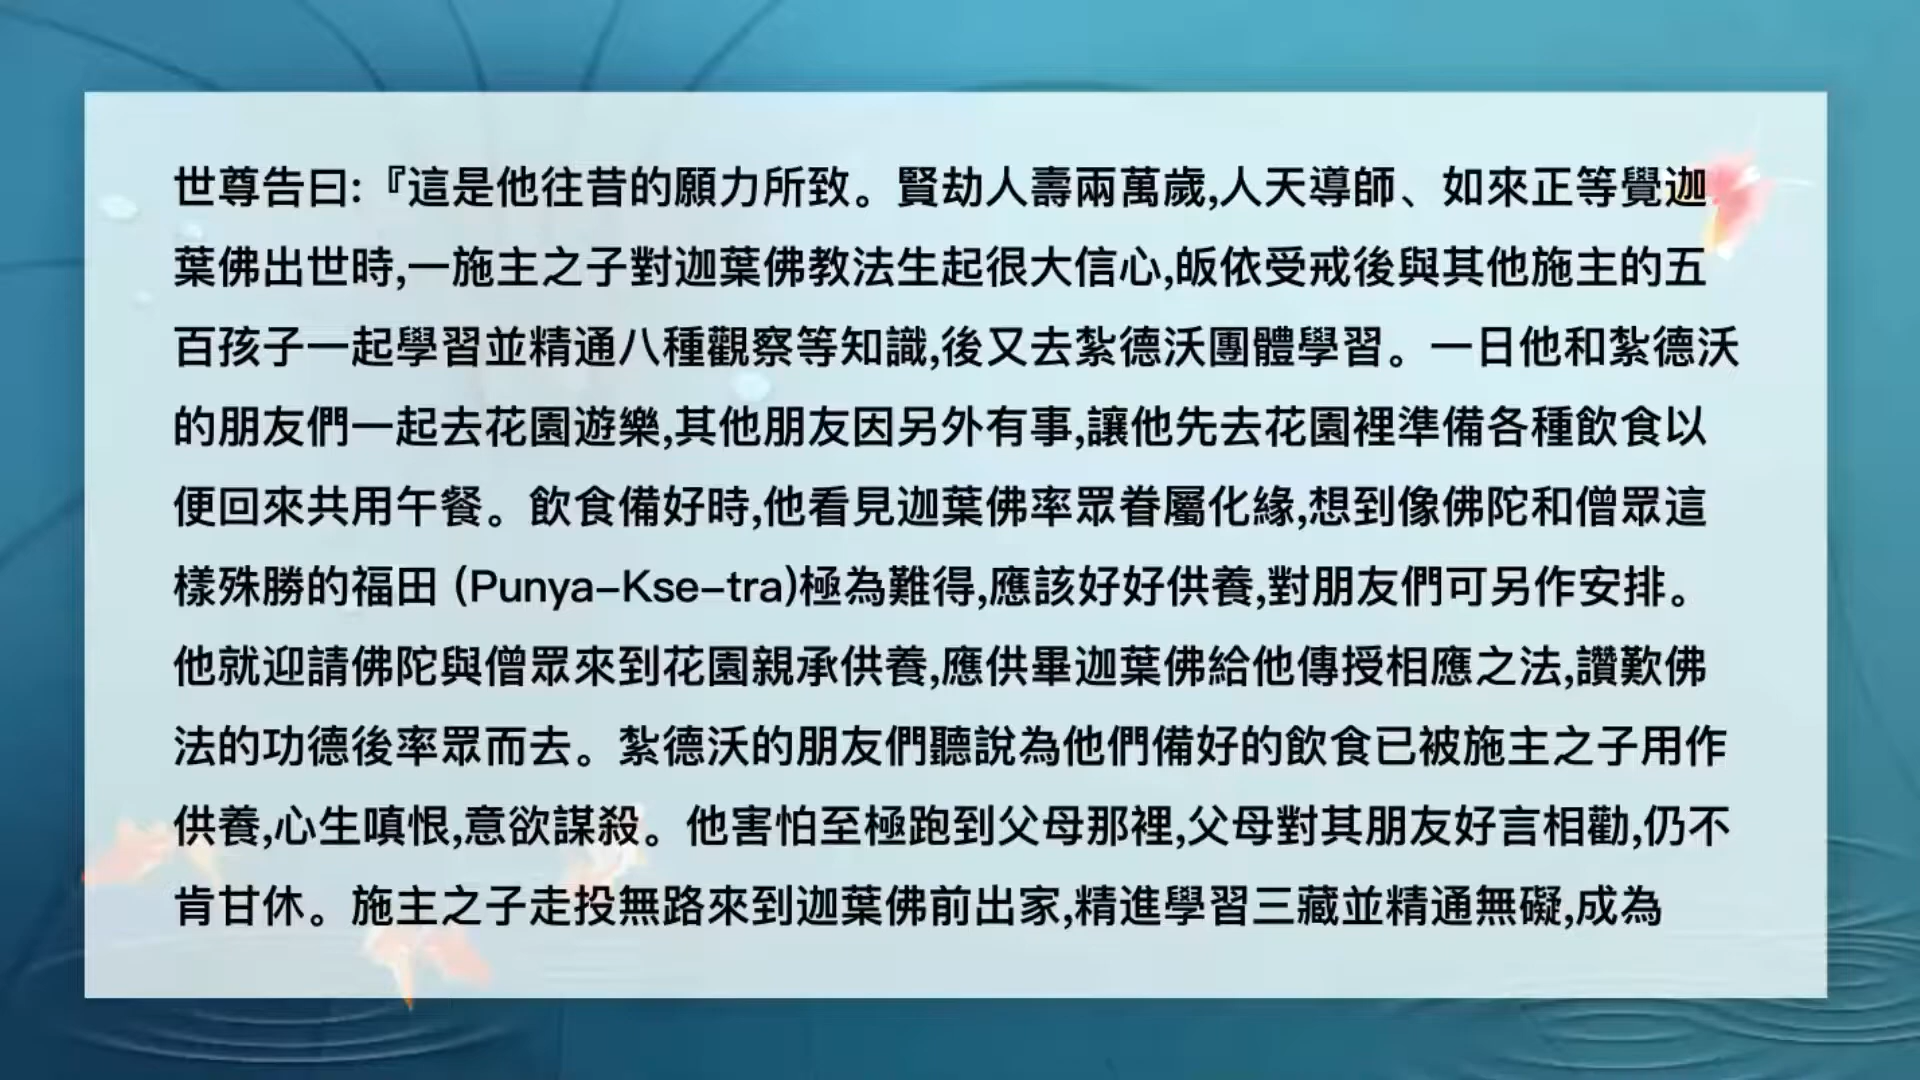 世尊告曰:『這是他往昔的願力所致。賢劫人壽兩萬歲,人天導師、如來正等覺迦
葉佛出世時,一施主之子對迦葉佛教法生起很大信心,皈依受戒後與其他施主的五
百孩子一起學習並精通八種觀察等知識,後又去紮德沃團體學習。一日他和紮德沃
的朋友們一起去花園遊樂,其他朋友因另外有事,讓他先去花園裡準備各種飲食以
便回來共用午餐。飲食備好時,他看見迦葉佛率眾眷屬化緣,想到像佛陀和僧眾這
樣殊勝的福田 (Punya-Kse-tra)極為難得,應該好好供養,對朋友們可另作安排。
他就迎請佛陀與僧眾來到花園親承供養,應供畢迦葉佛給他傳授相應之法,讚歎佛
法的功德後率眾而去。紮德沃的朋友們聽說為他們備好的飲食已被施主之子用作
供養,心生嗔恨,意欲謀殺。他害怕至極跑到父母那裡,父母對其朋友好言相勸,仍不
肯甘休。施主之子走投無路來到迦葉佛前出家,精進學習三藏並精通無礙,成為